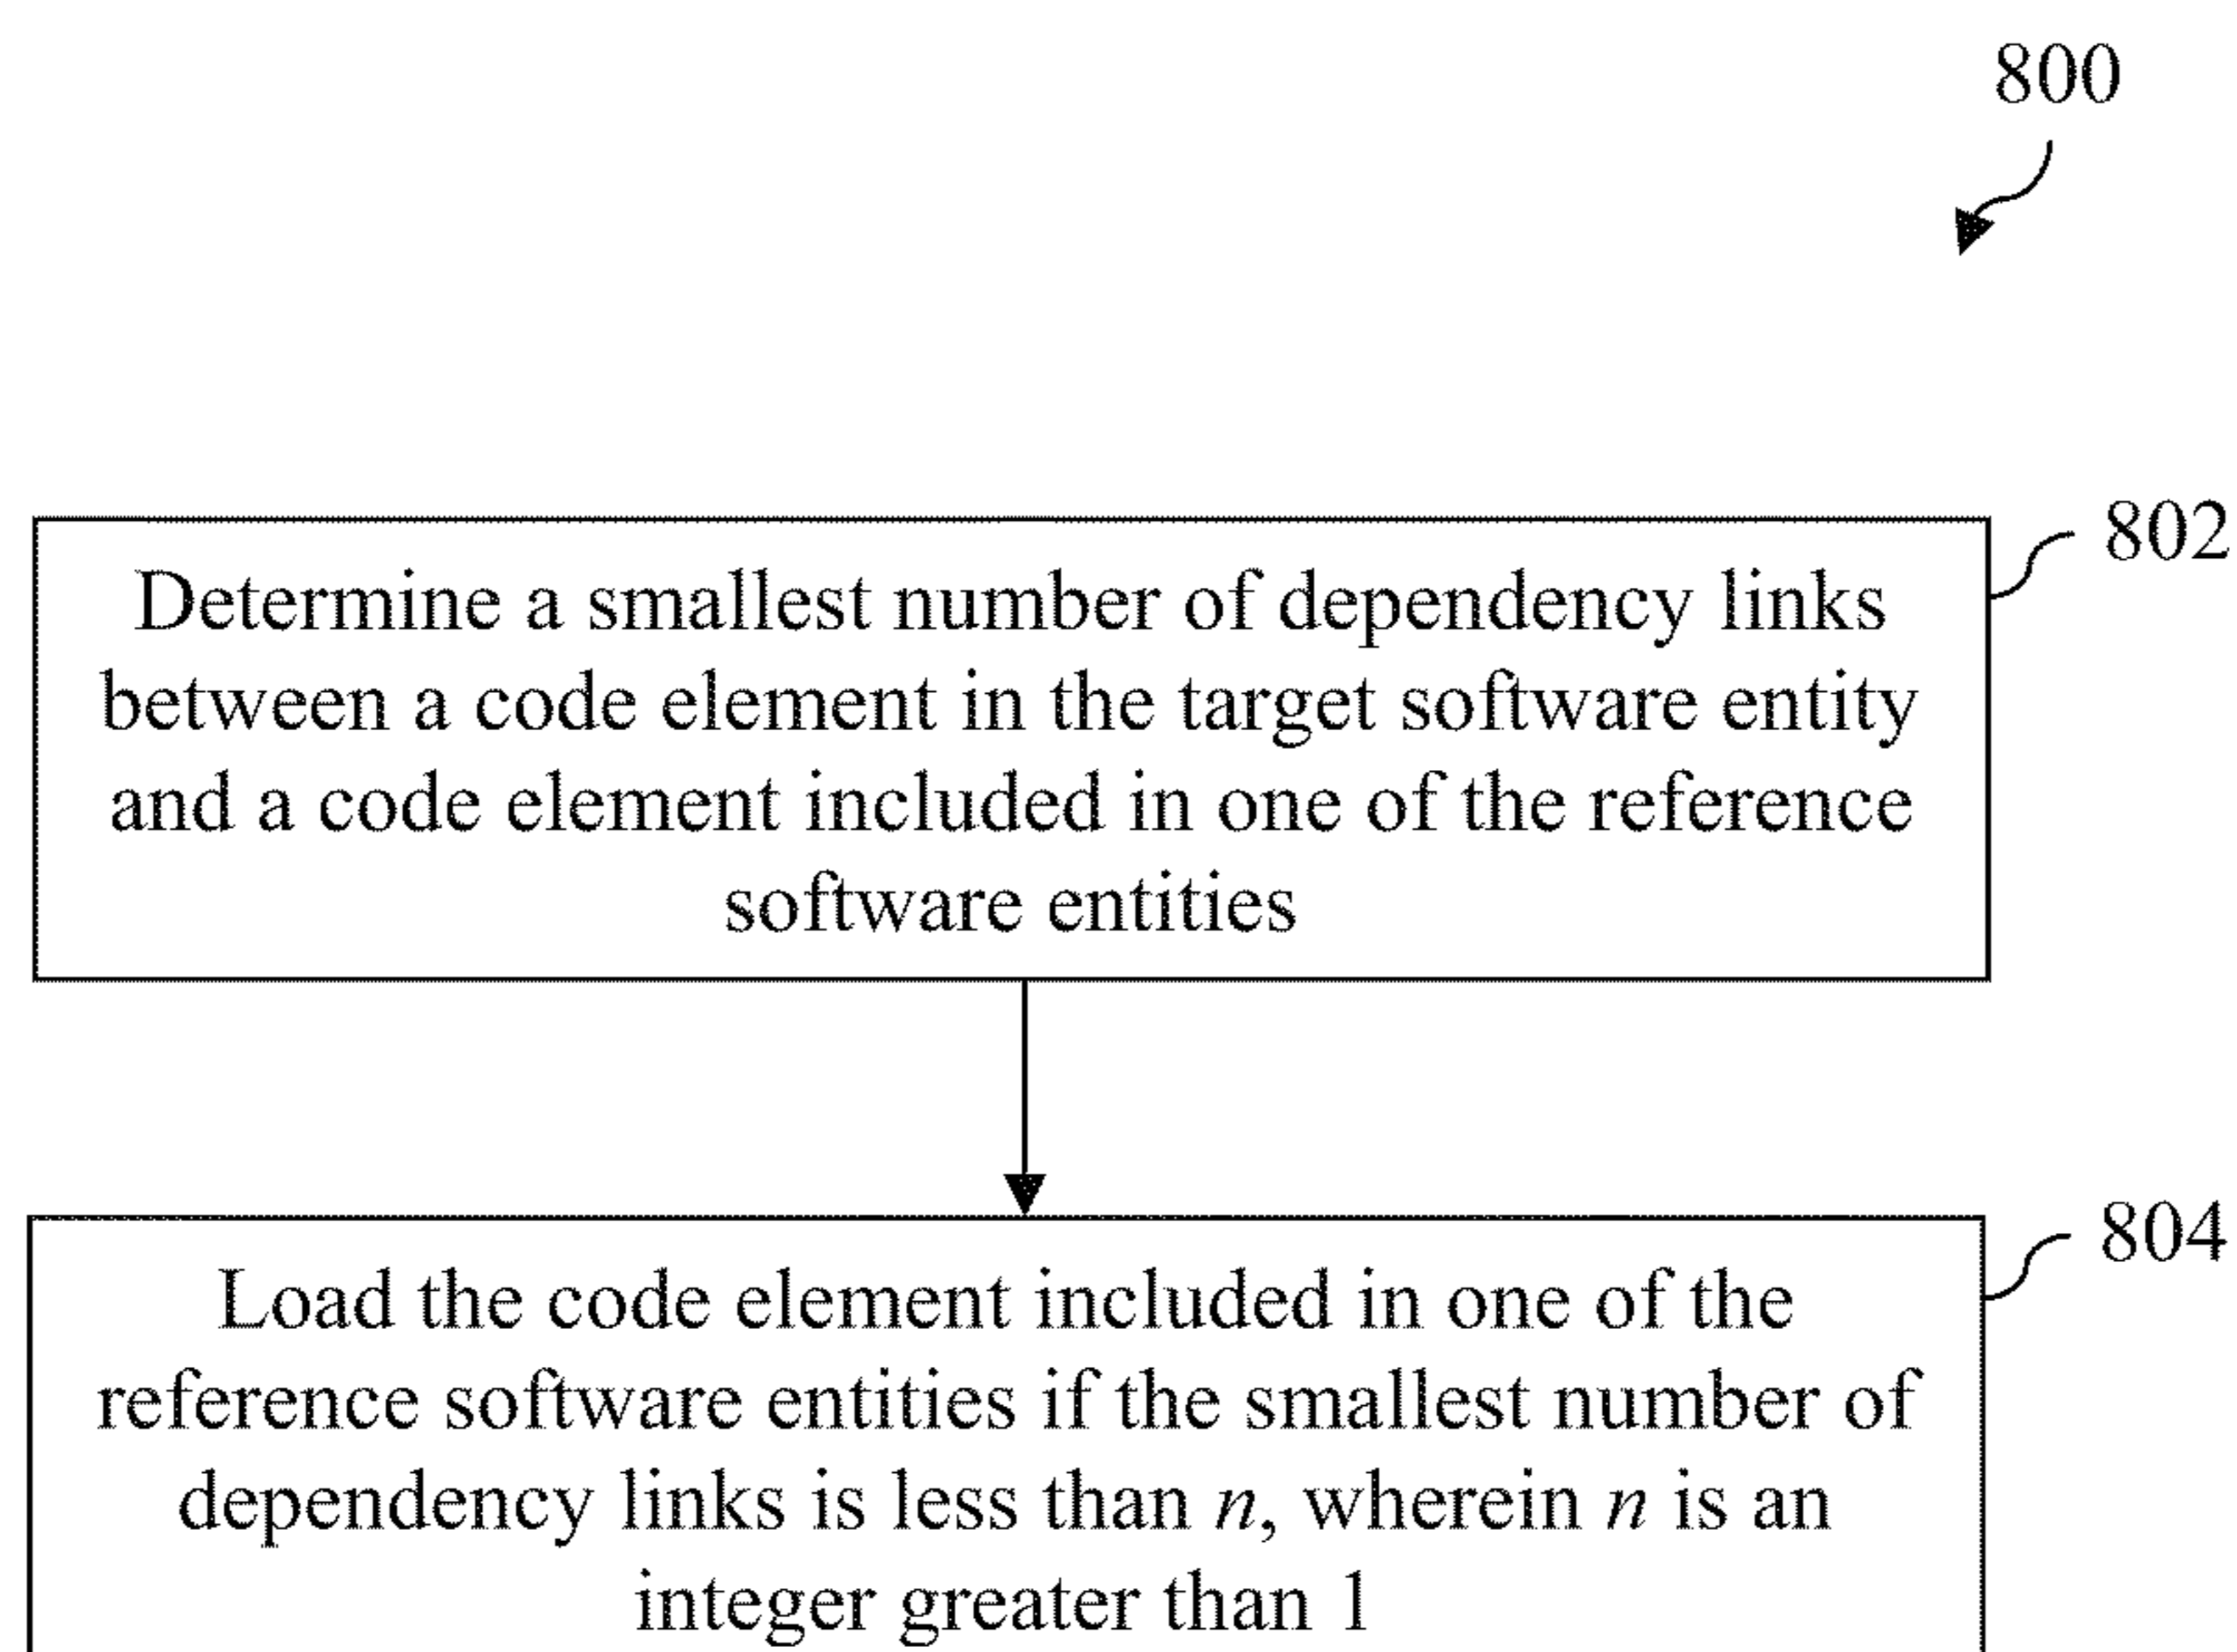 800
802
Determine a smallest number of dependency links
between a code element in the target software entity
and a code element included in one of the reference
software entities
804
Load the code element included in one of the
reference software entities if the smallest number of
dependency links is less than n, wherein n is an
integer greater than 1